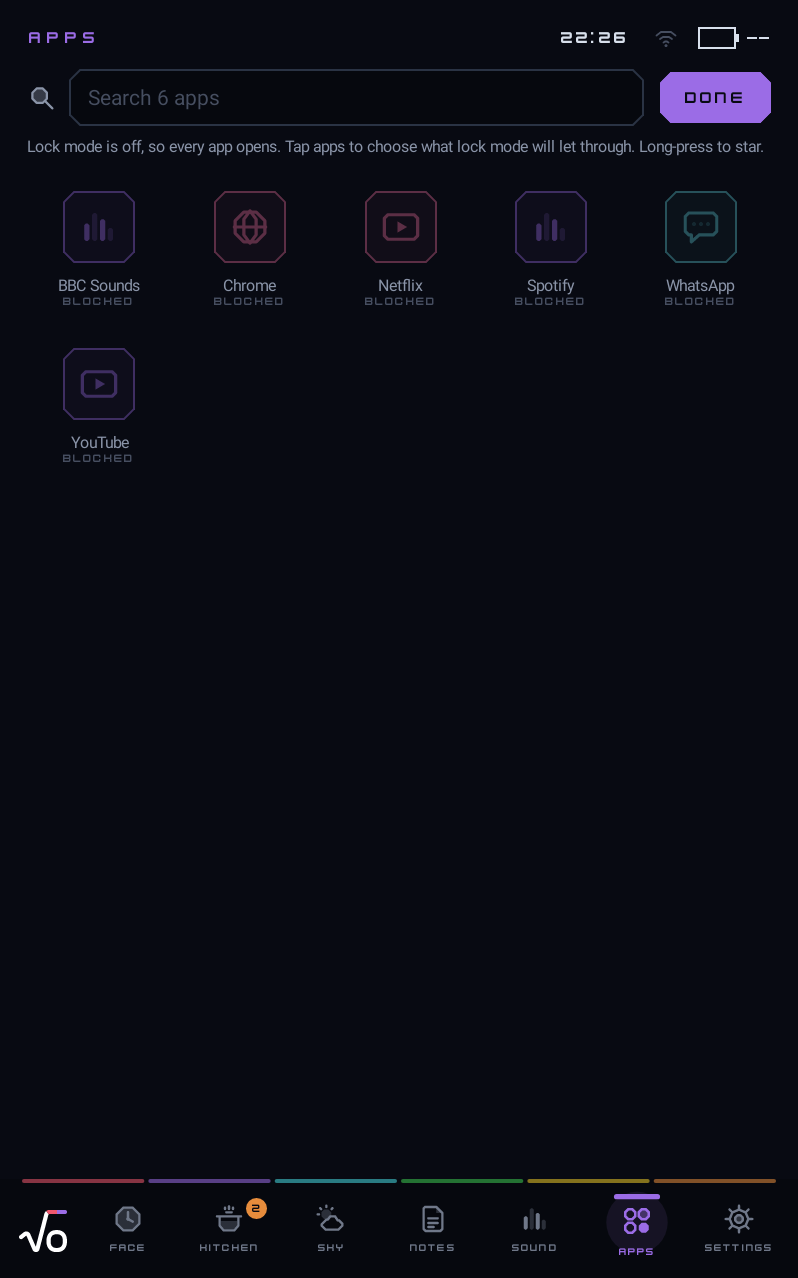 APPS
22:26
--
Search 6 apps
DONE
Lock mode is off, so every app opens. Tap apps to choose what lock mode will let through. Long-press to star.
BBC Sounds Chrome Netflix Spotify WhatsApp
BLOCKED BLOCKED BLOCKED BLOCKED BLOCKED
YouTube
BLOCKED
2
√o
FACE KITCHEN SKY NOTES SOUND APPS SETTINGS